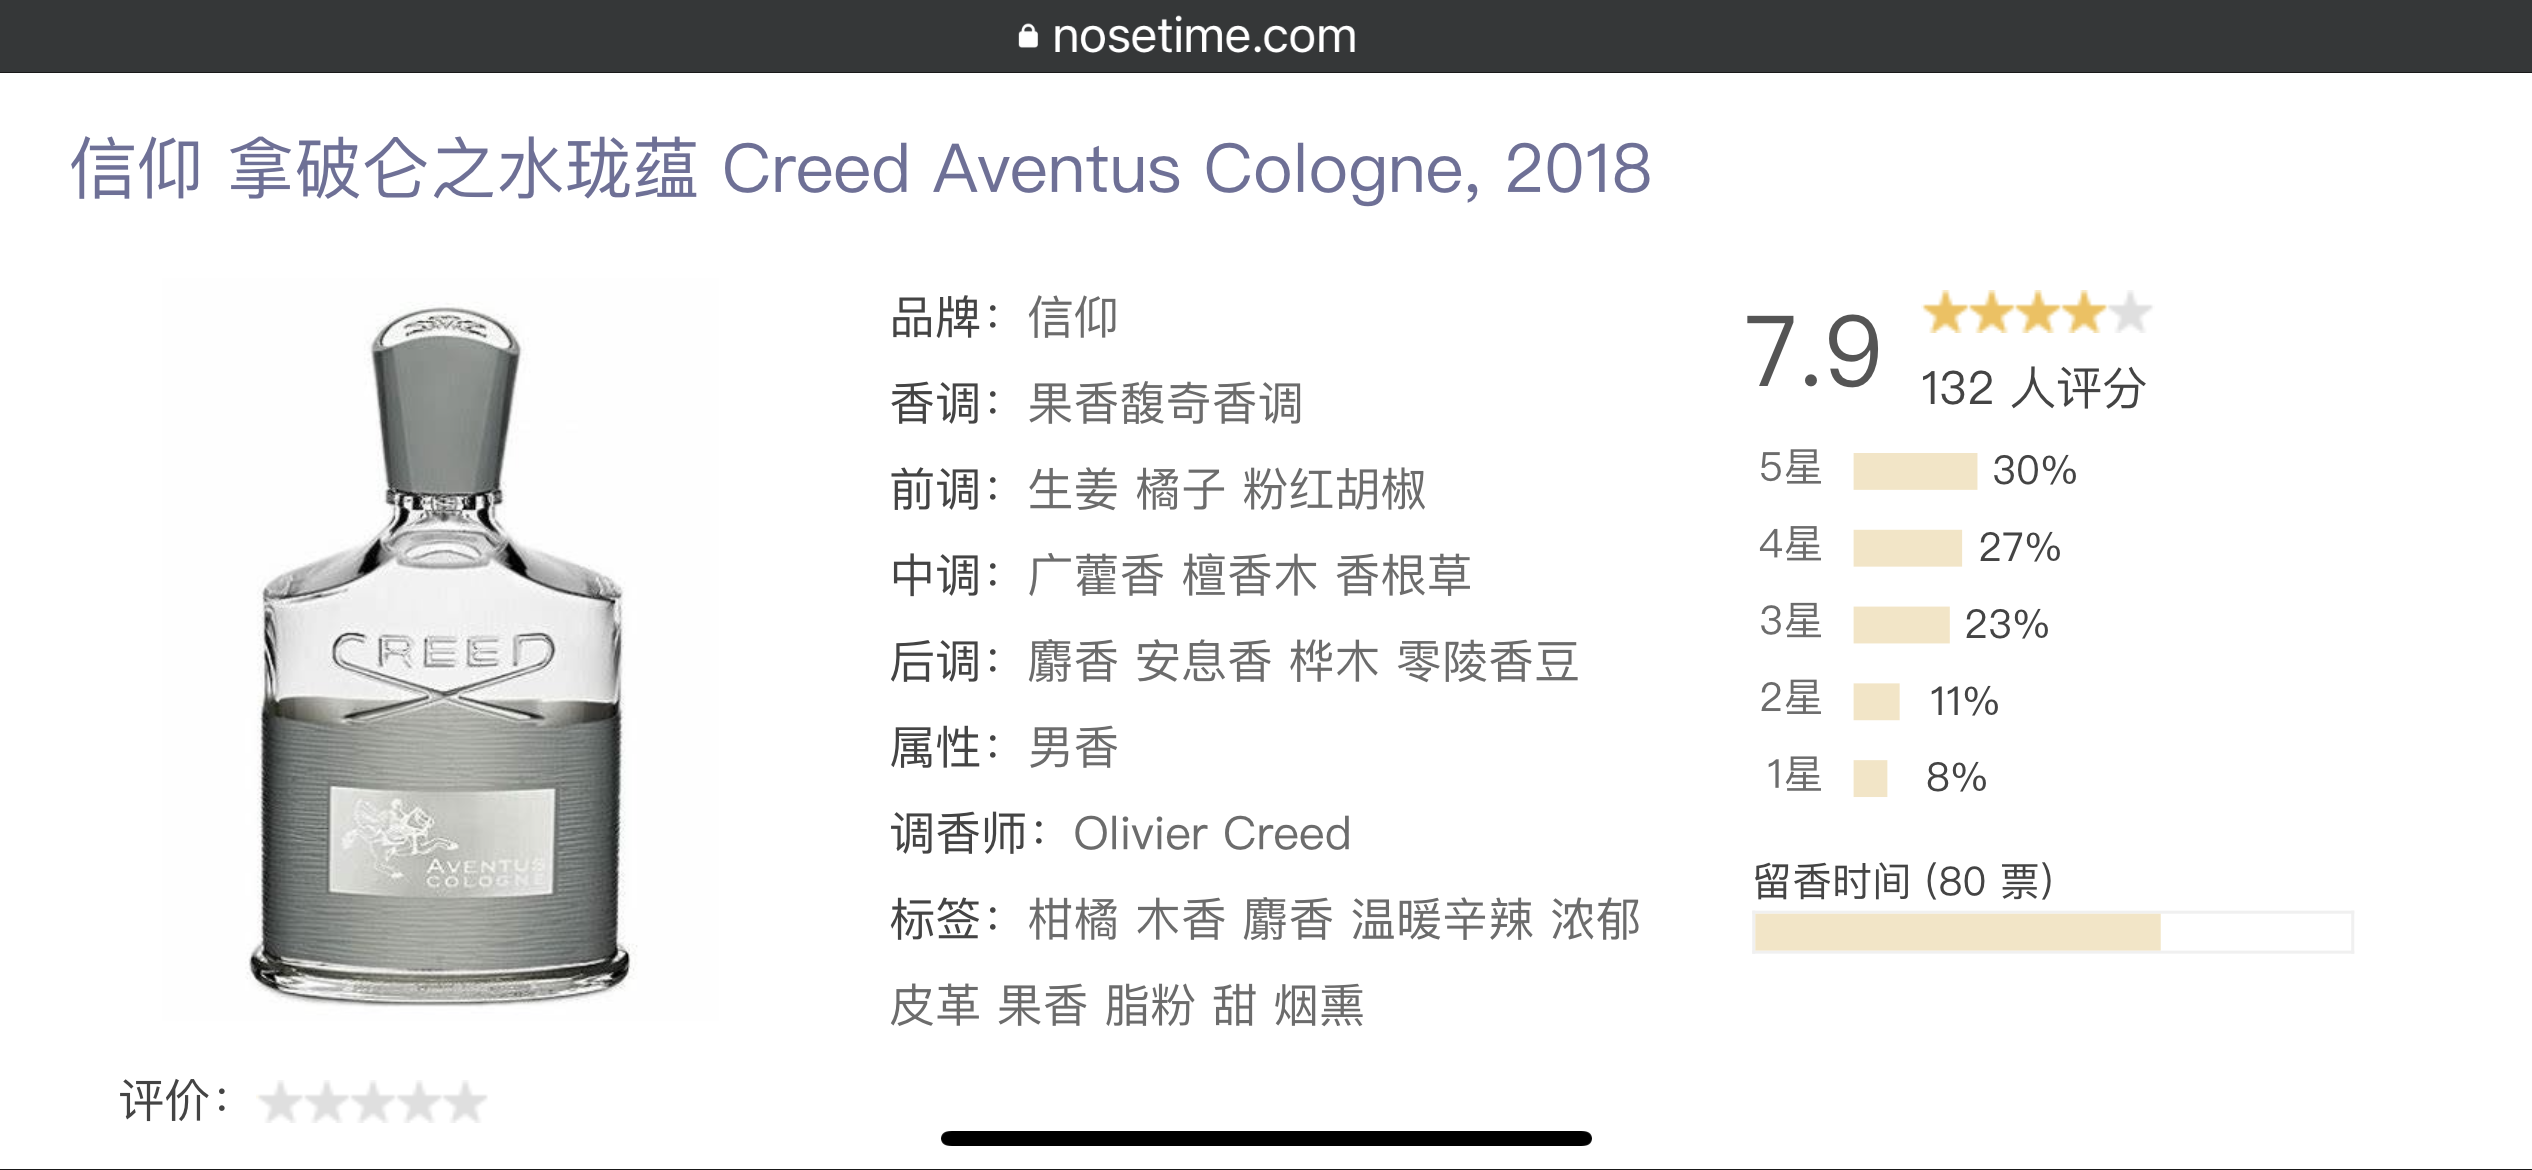 nosetime.com
信仰 拿破仑之水珑蕴 Creed Aventus Cologne, 2018
CREED
AVENTUS
COLOGNE
品牌：信仰
香调：果香馥奇香调
前调：生姜 橘子 粉红胡椒
中调：广藿香 檀香木 香根草
后调：麝香 安息香 桦木 零陵香豆
属性：男香
调香师：Olivier Creed
标签：柑橘 木香 麝香 温暖辛辣 浓郁
皮革 果香 脂粉 甜 烟熏
7.9
132 人评分
5星 30%
4星 27%
3星 23%
2星 11%
1星 8%
留香时间 (80 票)
评价：